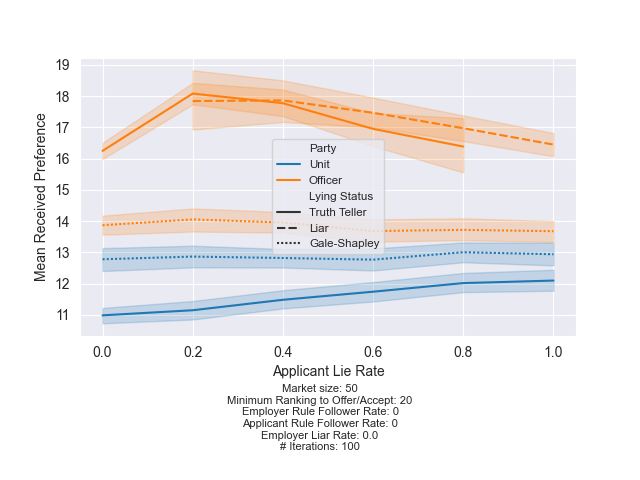 19
18
17
16
15
14
13
12
11
Mean Received Preference
Party
Unit
Officer
Lying Status
Truth Teller
Liar
Gale-Shapley
0.0 0.2 0.4 0.6 0.8 1.0
Applicant Lie Rate
Market size: 50
Minimum Ranking to Offer/Accept: 20
Employer Rule Follower Rate: 0
Applicant Rule Follower Rate: 0
Employer Liar Rate: 0.0
# Iterations: 100